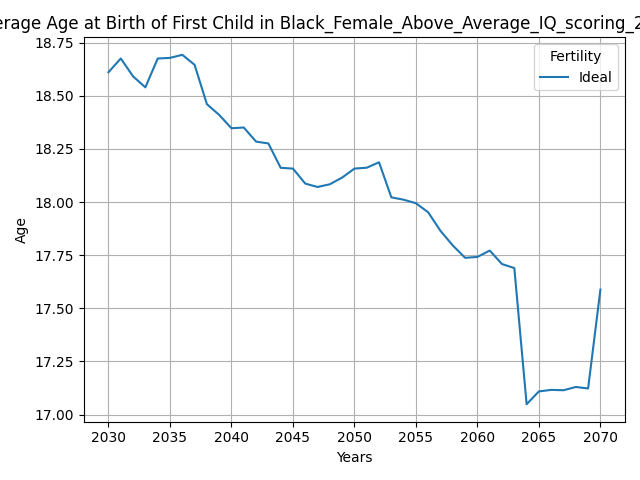 erage Age at Birth of First Child in Black_Female_Above_Average_IQ_scoring_2
18.75
18.50
18.25
18.00
17.75
17.50
17.25
17.00
Age
Fertility
Ideal
2030 2035 2040 2045 2050 2055 2060 2065 2070
Years